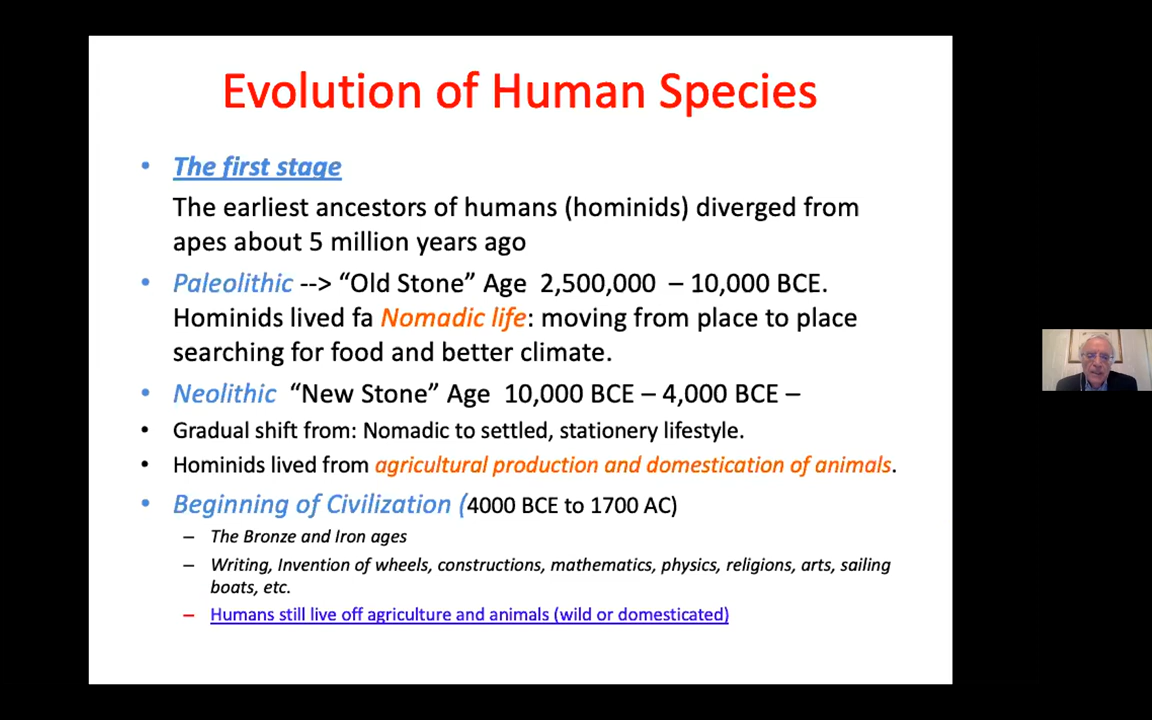 Evolution of Human Species
• The first stage
The earliest ancestors of humans (hominids) diverged from
apes about 5 million years ago
• Paleolithic --> “Old Stone” Age 2,500,000 – 10,000 BCE.
Hominids lived fa Nomadic life: moving from place to place
searching for food and better climate.
• Neolithic “New Stone” Age 10,000 BCE – 4,000 BCE –
• Gradual shift from: Nomadic to settled, stationery lifestyle.
• Hominids lived from agricultural production and domestication of animals.
• Beginning of Civilization (4000 BCE to 1700 AC)
– The Bronze and Iron ages
– Writing, Invention of wheels, constructions, mathematics, physics, religions, arts, sailing
boats, etc.
– Humans still live off agriculture and animals (wild or domesticated)